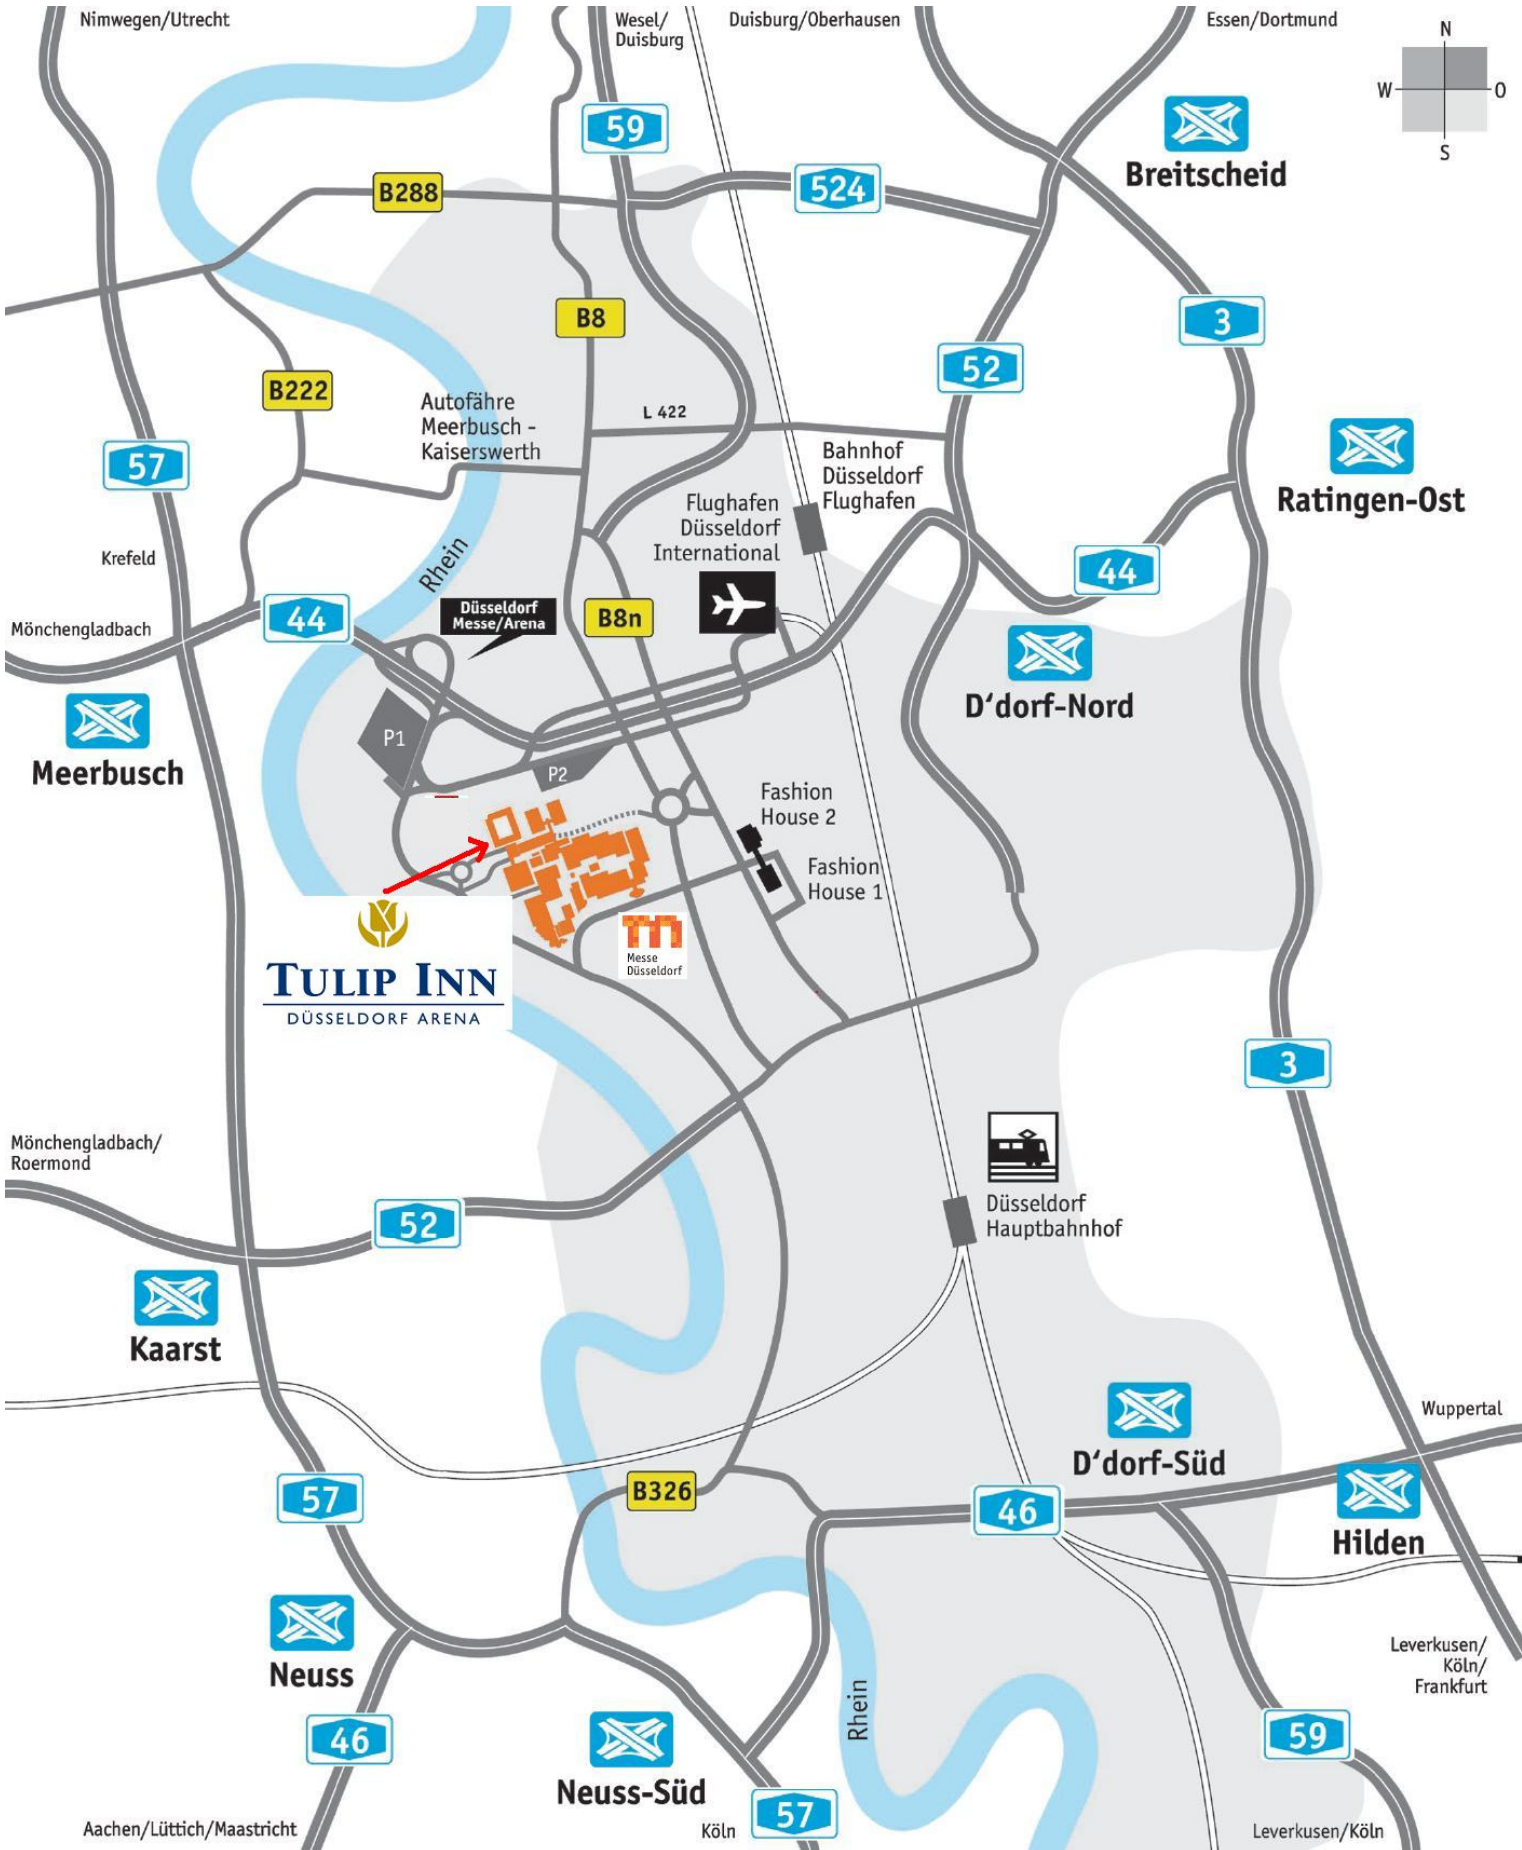 Nimwegen/Utrecht
Wesel/
Duisburg
Duisburg/Oberhausen
Essen/Dortmund
N
W
O
S
59
Breitscheid
B288
524
B8
3
52
B222
Autofähre
Meerbusch -
Kaiserswerth
L 422
57
Bahnhof
Düsseldorf
Flughafen
Ratingen-Ost
Flughafen
Düsseldorf
International
Krefeld
Rhein
44
44
Düsseldorf
Messe/Arena
B8n
Mönchengladbach
D'dorf-Nord
Meerbusch
P1
P2
Fashion
House 2
Fashion
House 1
Messe
Düsseldorf
TULIP INN
DÜSSELDORF ARENA
3
Mönchengladbach/
Roermond
52
Düsseldorf
Hauptbahnhof
Kaarst
Wuppertal
D'dorf-Süd
57
B326
46
Hilden
Neuss
Leverkusen/
Köln/
Frankfurt
Rhein
46
59
Neuss-Süd
57
Aachen/Lüttich/Maastricht
Köln
Leverkusen/Köln